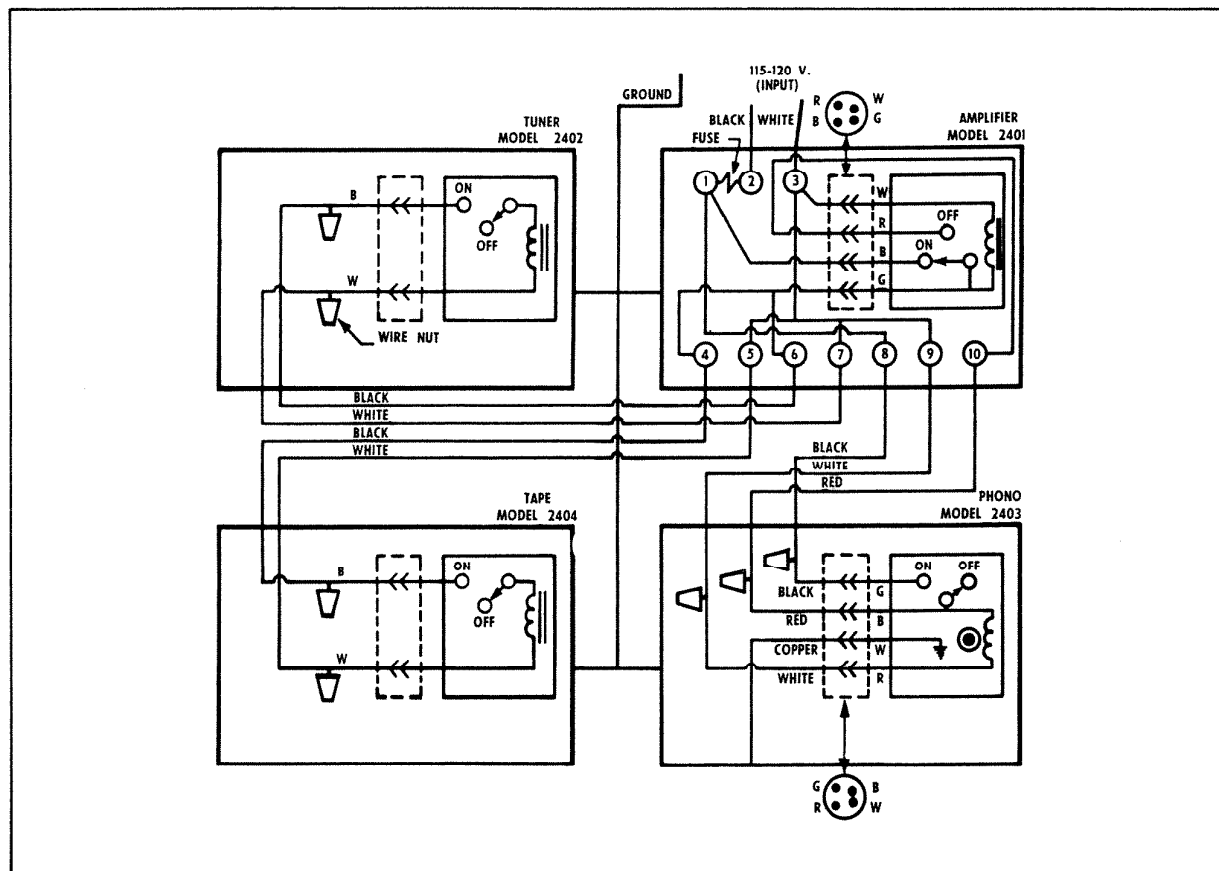 115-120 V.
(INPUT)
GROUND
BLACK WHITE
FUSE
R W
B G
TUNER
MODEL 2402
AMPLIFIER
MODEL 2401
B
ON
OFF
W
WIRE NUT
1 2 3
W
R
OFF
ON
B
G
4 5 6 7 8 9 10
BLACK
WHITE
BLACK
WHITE
BLACK
WHITE
RED
TAPE
MODEL 2404
PHONO
MODEL 2403
B
ON
OFF
W
ON OFF
BLACK G
RED B
COPPER W
WHITE R
G B
R W